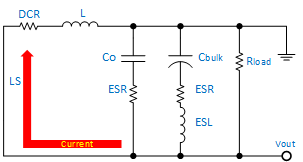 DCR
L
Co
Cbulk
Rload
LS
ESR
ESR
ESL
Current
Vout